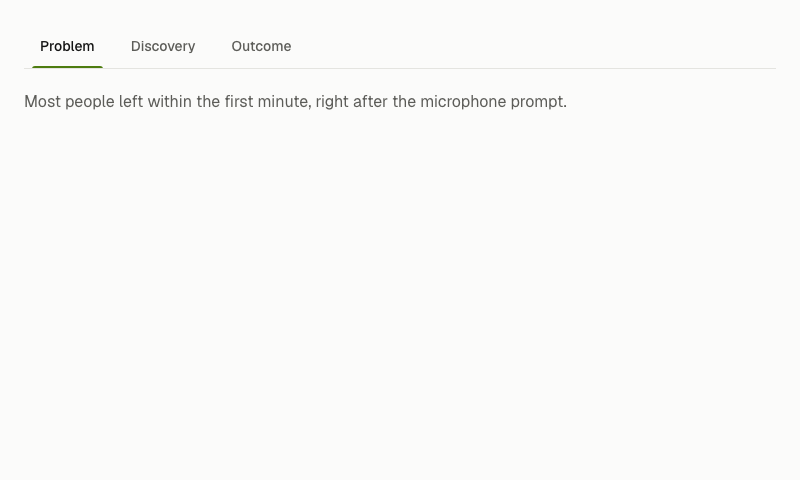 Problem
Discovery
Outcome
Most people left within the first minute, right after the microphone prompt.